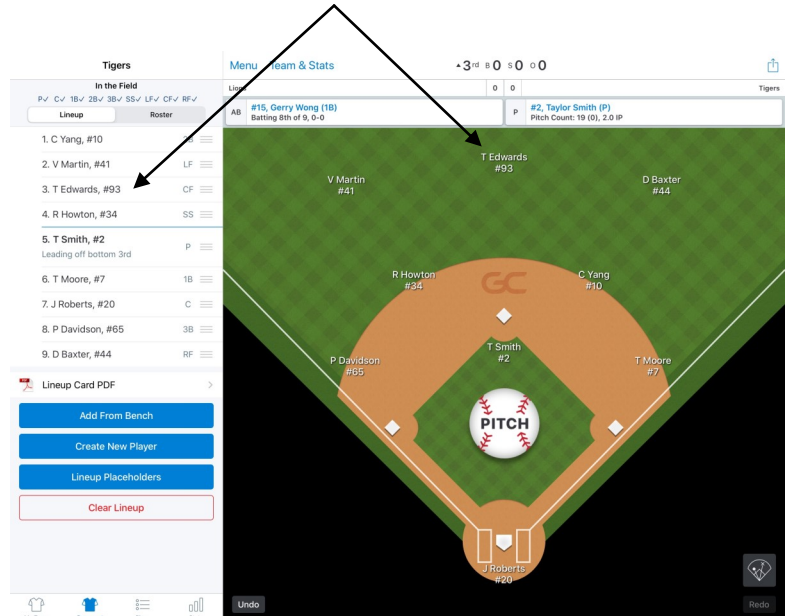 Tigers
In the Field
P✓ C✓ 1B✓ 2B✓ 3B✓ SS✓ LF✓ CF✓ RF✓
Lineup Roster
1. C Yang, #10 2B
2. V Martin, #41 LF
3. T Edwards, #93 CF
4. R Howton, #34 SS
5. T Smith, #2 P
Leading off bottom 3rd
6. T Moore, #7 1B
7. J Roberts, #20 C
8. P Davidson, #65 3B
9. D Baxter, #44 RF
Lineup Card PDF
Add From Bench
Create New Player
Lineup Placeholders
Clear Lineup
Menu Team & Stats 3rd B 0 S 0 O 0
Lions 0 0 Tigers
AB #15, Gerry Wong (1B)
Batting 8th of 9, 0-0
P #2, Taylor Smith (P)
Pitch Count: 19 (0), 2.0 IP
T Edwards
#93
V Martin
#41
D Baxter
#44
R Howton
#34
GC
C Yang
#10
T Smith
#2
P Davidson
#65
T Moore
#7
PITCH
J Roberts
#20
Undo Redo